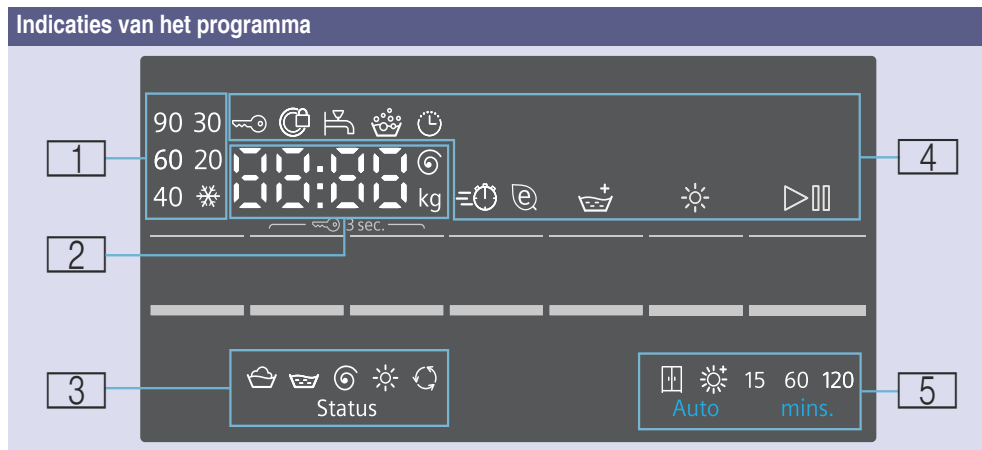 Indicaties van het programma
90 30
60 20
40
88:88
kg
e
3 sec.
Status
15 60 120
Auto mins.
1
2
3
4
5